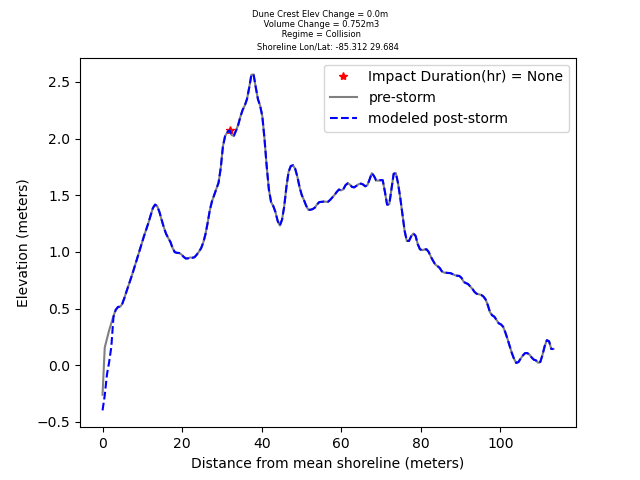 Dune Crest Elev Change = 0.0m
Volume Change = 0.752m3
Regime = Collision
Shoreline Lon/Lat: -85.312 29.684
Impact Duration(hr) = None
pre-storm
modeled post-storm
Elevation (meters)
2.5
2.0
1.5
1.0
0.5
0.0
−0.5
0 20 40 60 80 100
Distance from mean shoreline (meters)